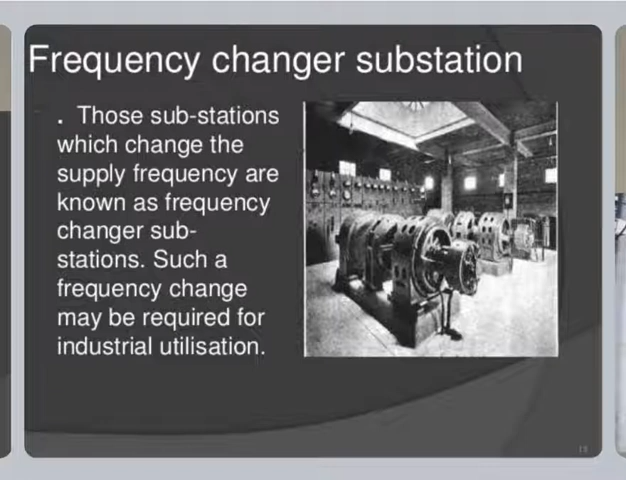 Frequency changer substation
. Those sub-stations
which change the
supply frequency are
known as frequency
changer sub-
stations. Such a
frequency change
may be required for
industrial utilisation.